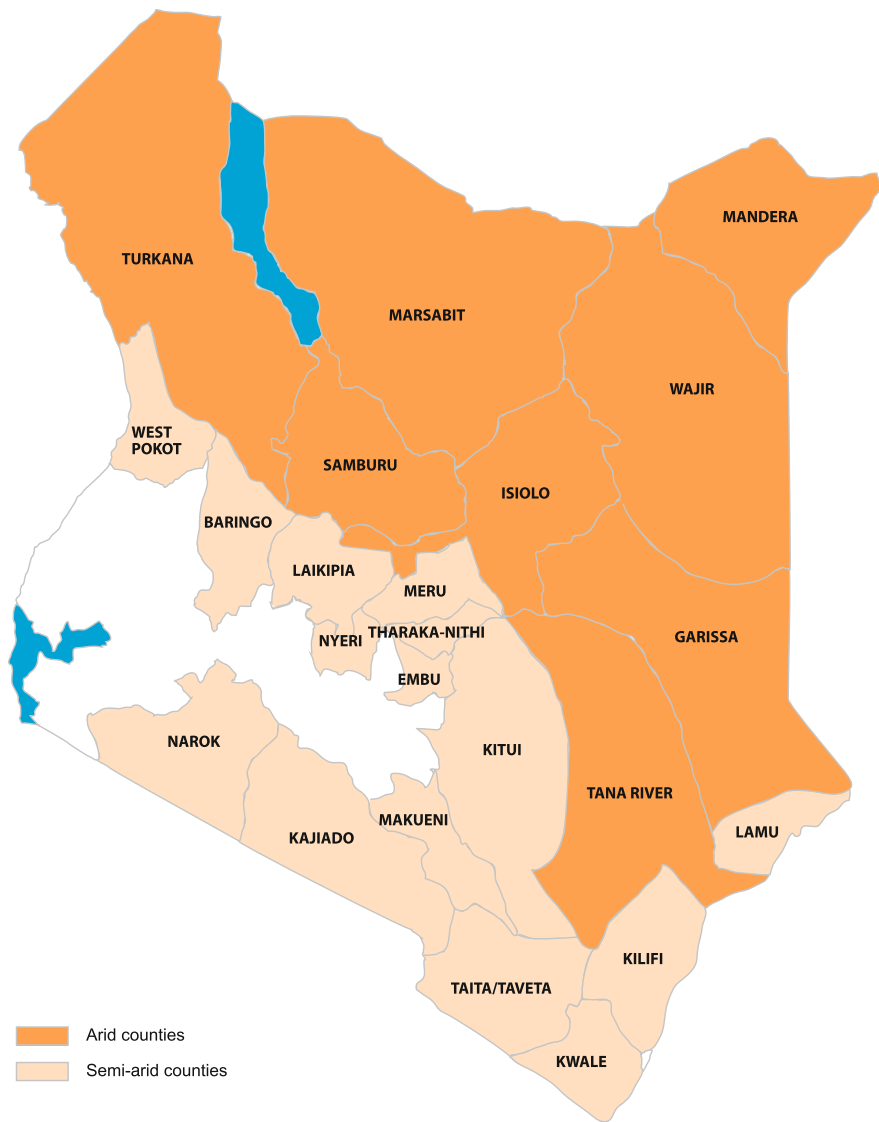 MANDERA
TURKANA
MARSABIT
WAJIR
WEST
POKOT
SAMBURU
ISIOLO
BARINGO
LAIKIPIA
MERU
THARAKA-NITHI
NYERI
GARISSA
EMBU
NAROK
KITUI
TANA RIVER
MAKUENI
KAJIADO
LAMU
KILIFI
TAITA/TAVETA
KWALE
Arid counties
Semi-arid counties